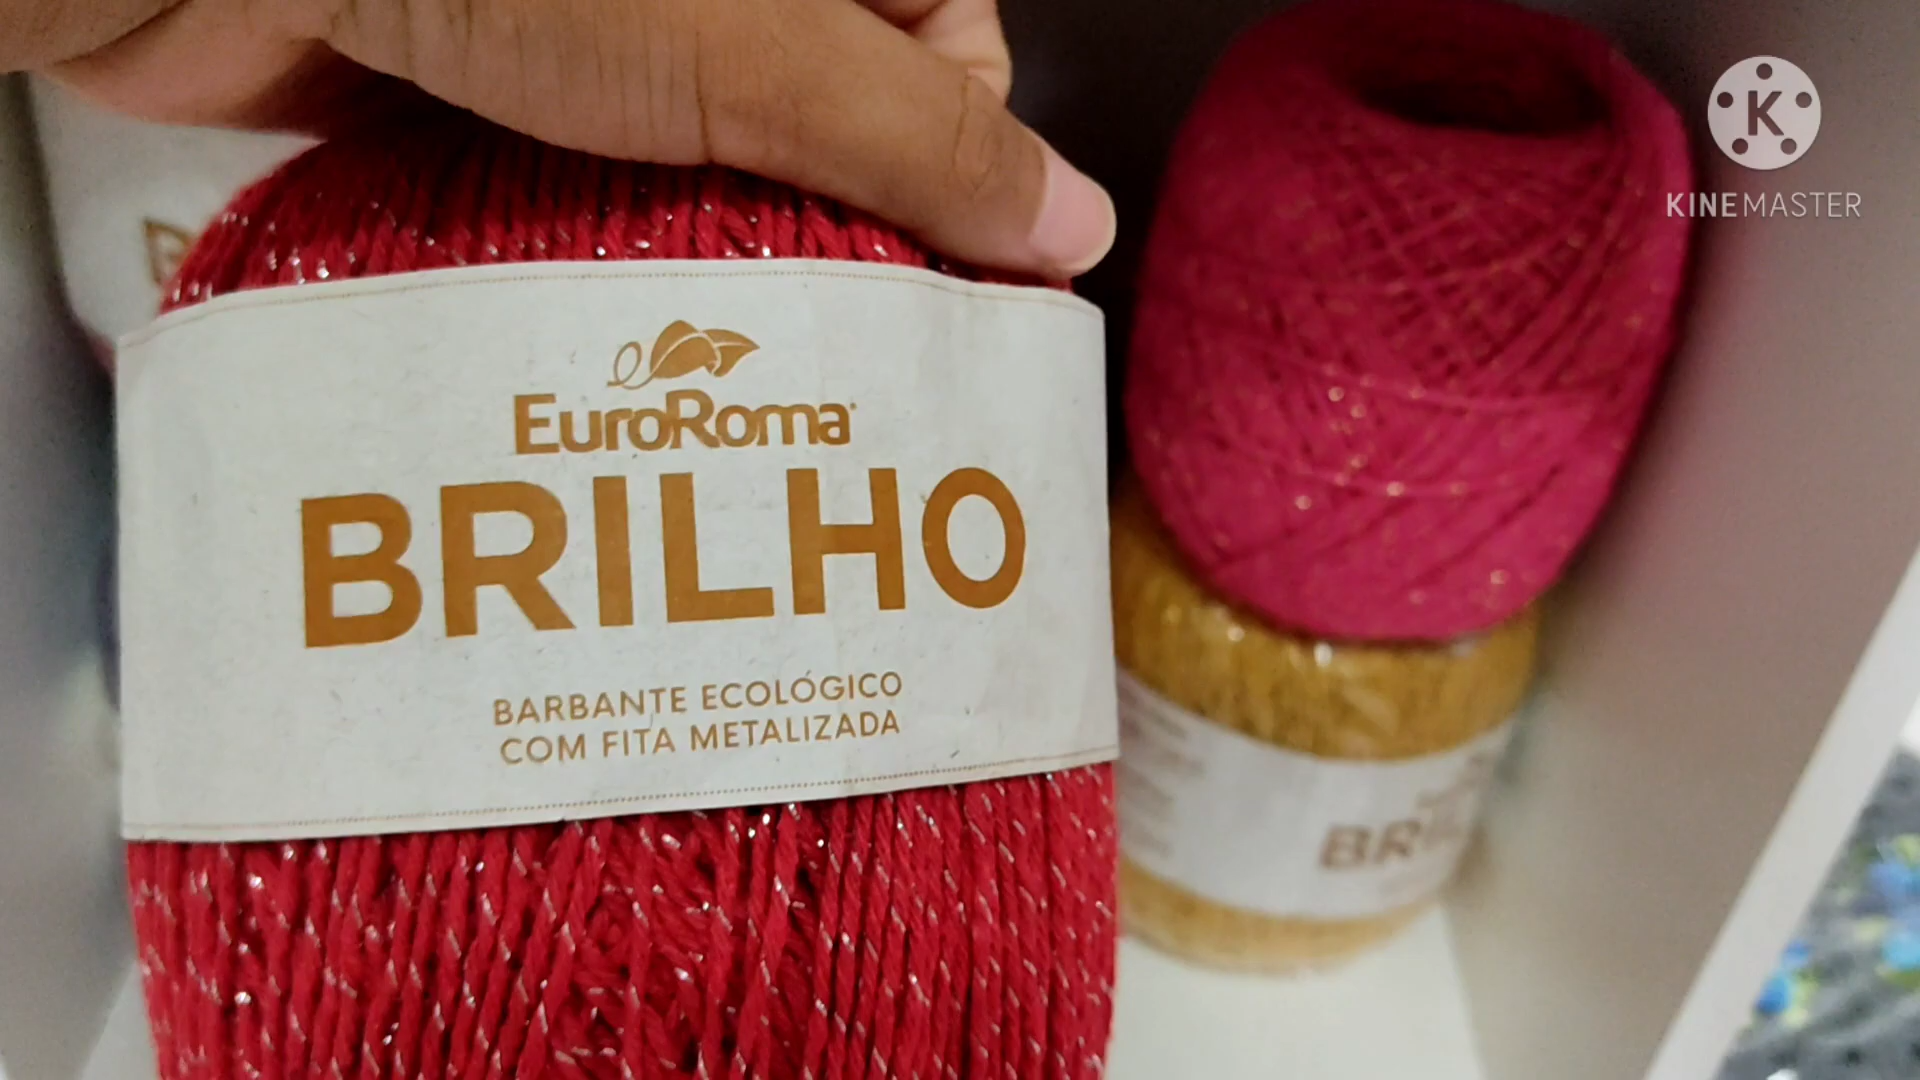 EuroRoma
BRILHO
BARBANTE ECOLÓGICO
COM FITA METALIZADA
K
KINEMASTER